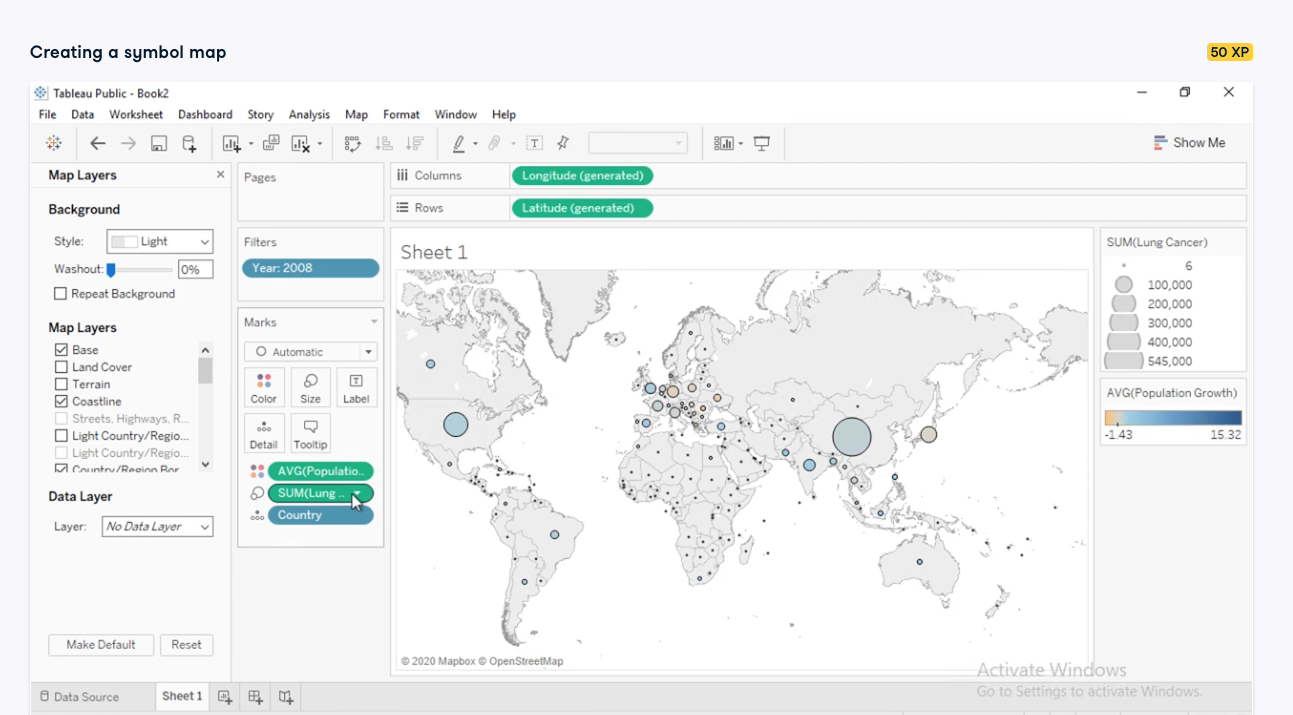 Creating a symbol map
50 XP
Tableau Public - Book2
File Data Worksheet Dashboard Story Analysis Map Format Window Help
Show Me
Map Layers
Background
Style: Light
Washout: 0%
Repeat Background
Map Layers
Base
Land Cover
Terrain
Coastline
Streets, Highways, R...
Light Country/Regio...
Light Country/Regio...
Country/Region Bor
Data Layer
Layer: No Data Layer
Make Default Reset
Pages
Filters
Year: 2008
Marks
Automatic
Color Size Label
Detail Tooltip
AVG(Populatio..
SUM(Lung ..
Country
Columns Longitude (generated)
Rows Latitude (generated)
Sheet 1
© 2020 Mapbox © OpenStreetMap
SUM(Lung Cancer)
6
100,000
200,000
300,000
400,000
545,000
AVG(Population Growth)
-1.43 15.32
Activate Windows
Go to Settings to activate Windows.
Data Source Sheet 1